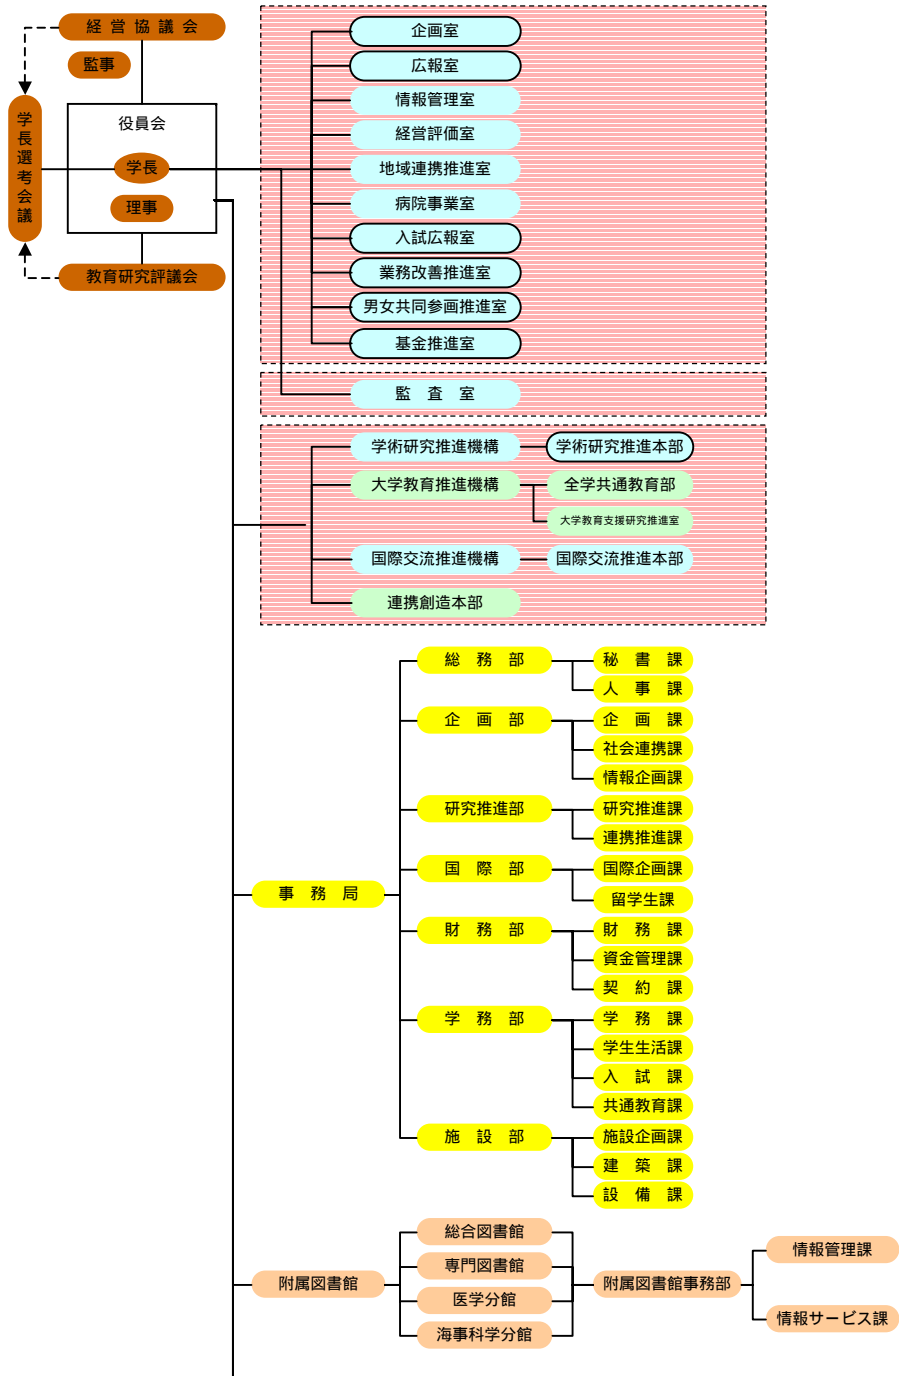 経営協議会
監事
学長選考会議
役員会
学長
理事
教育研究評議会
企画室
広報室
情報管理室
経営評価室
地域連携推進室
病院事業室
入試広報室
業務改善推進室
男女共同参画推進室
基金推進室
監査室
学術研究推進機構
学術研究推進本部
大学教育推進機構
全学共通教育部
大学教育支援研究推進室
国際交流推進機構
国際交流推進本部
連携創造本部
事務局
総務部
秘書課
人事課
企画部
企画課
社会連携課
情報企画課
研究推進部
研究推進課
連携推進課
国際部
国際企画課
留学生課
財務部
財務課
資金管理課
契約課
学務部
学務課
学生生活課
入試課
共通教育課
施設部
施設企画課
建築課
設備課
附属図書館
総合図書館
専門図書館
医学分館
海事科学分館
附属図書館事務部
情報管理課
情報サービス課